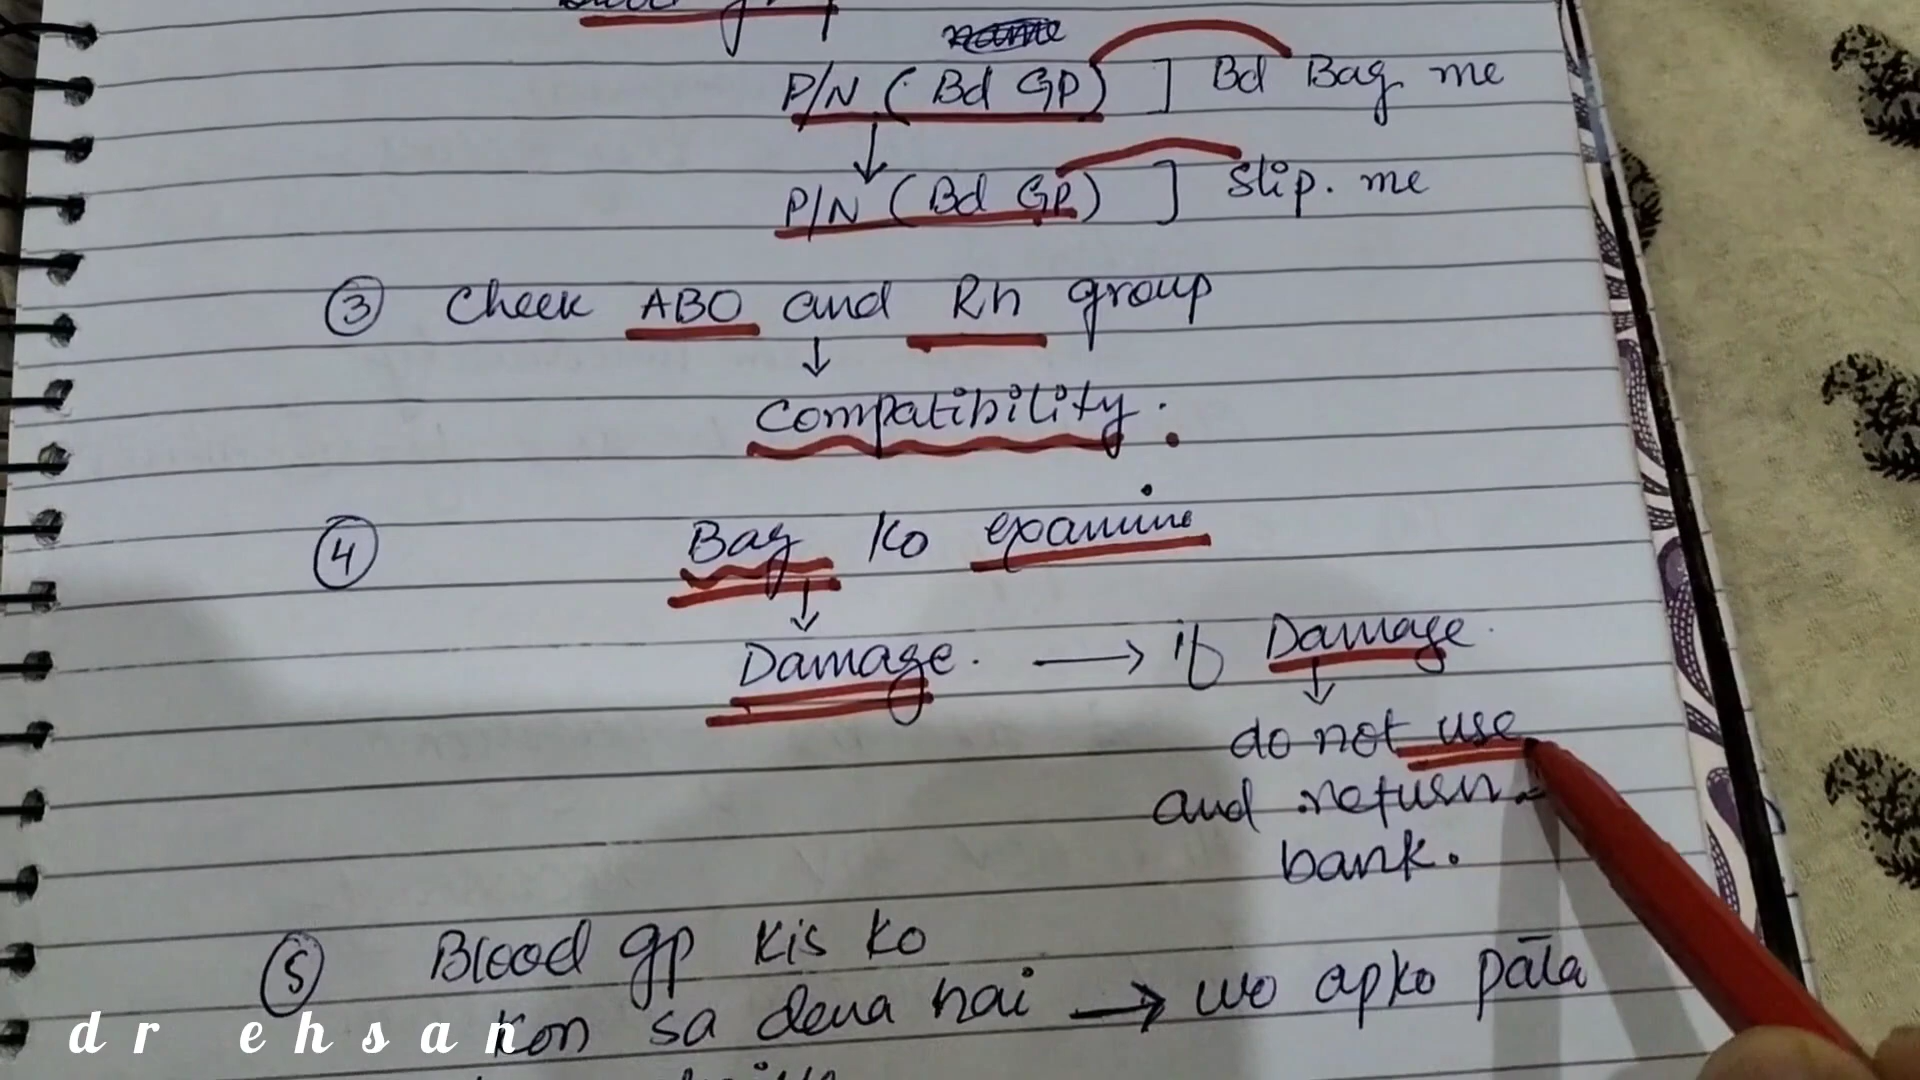 P/N (Bd GP) ] Bd Bag me
P/N (Bd GP) ] Slip. me
③ Check ABO and Rh group
Compatibility.
④ Bag Ko examine
Damage. → if Damage.
do not use
and return
bank.
⑤ Blood gp Kis Ko
Kon sa dena hai → wo apko pāta
dr ehsan